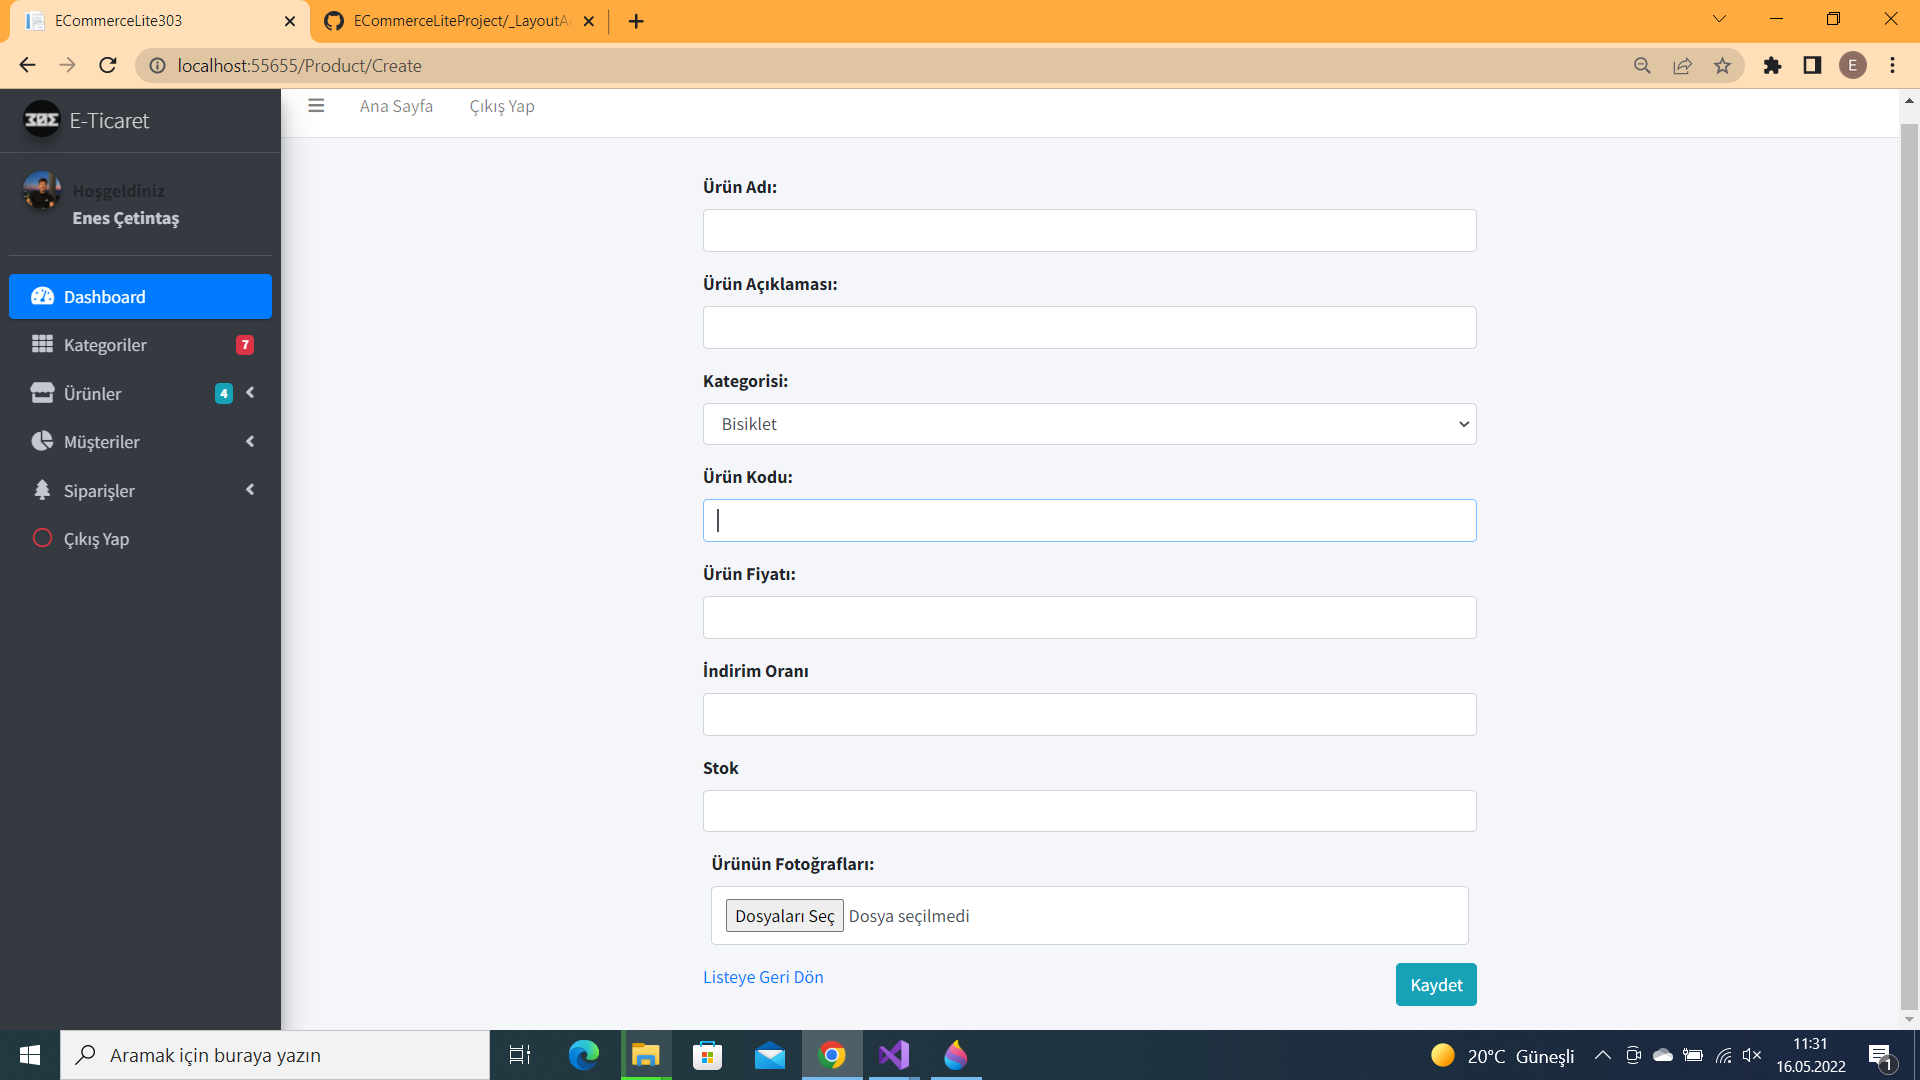 ECommerceLite303
ECommerceLiteProject/_LayoutA
localhost:55655/Product/Create
E
303
E-Ticaret
Ana Sayfa
Çıkış Yap
Hoşgeldiniz
Enes Çetintaş
Dashboard
Kategoriler
7
Ürünler
4
Müşteriler
Siparişler
Çıkış Yap
Ürün Adı:
Ürün Açıklaması:
Kategorisi:
Bisiklet
Ürün Kodu:
Ürün Fiyatı:
İndirim Oranı
Stok
Ürünün Fotoğrafları:
Dosyaları Seç Dosya seçilmedi
Listeye Geri Dön
Kaydet
Aramak için buraya yazın
20°C Güneşli
11:31
16.05.2022
1